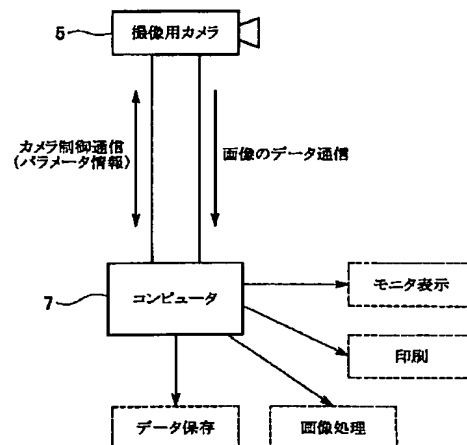 5
撮像用カメラ
カメラ制御通信
(パラメータ情報)
画像のデータ通信
7
コンピュータ
モニタ表示
印刷
データ保存
画像処理